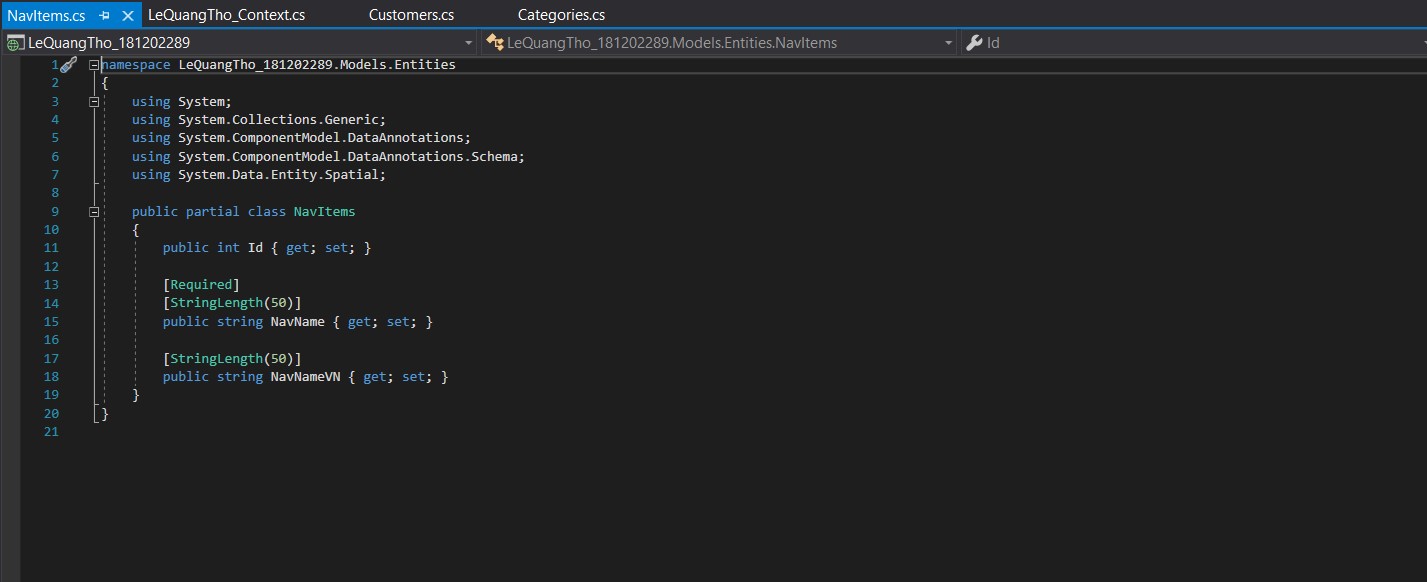 NavItems.cs LeQuangTho_Context.cs Customers.cs Categories.cs
LeQuangTho_181202289 LeQuangTho_181202289.Models.Entities.NavItems Id
1 namespace LeQuangTho_181202289.Models.Entities
2 {
3 using System;
4 using System.Collections.Generic;
5 using System.ComponentModel.DataAnnotations;
6 using System.ComponentModel.DataAnnotations.Schema;
7 using System.Data.Entity.Spatial;
8
9 public partial class NavItems
10 {
11 public int Id { get; set; }
12
13 [Required]
14 [StringLength(50)]
15 public string NavName { get; set; }
16
17 [StringLength(50)]
18 public string NavNameVN { get; set; }
19 }
20 }
21